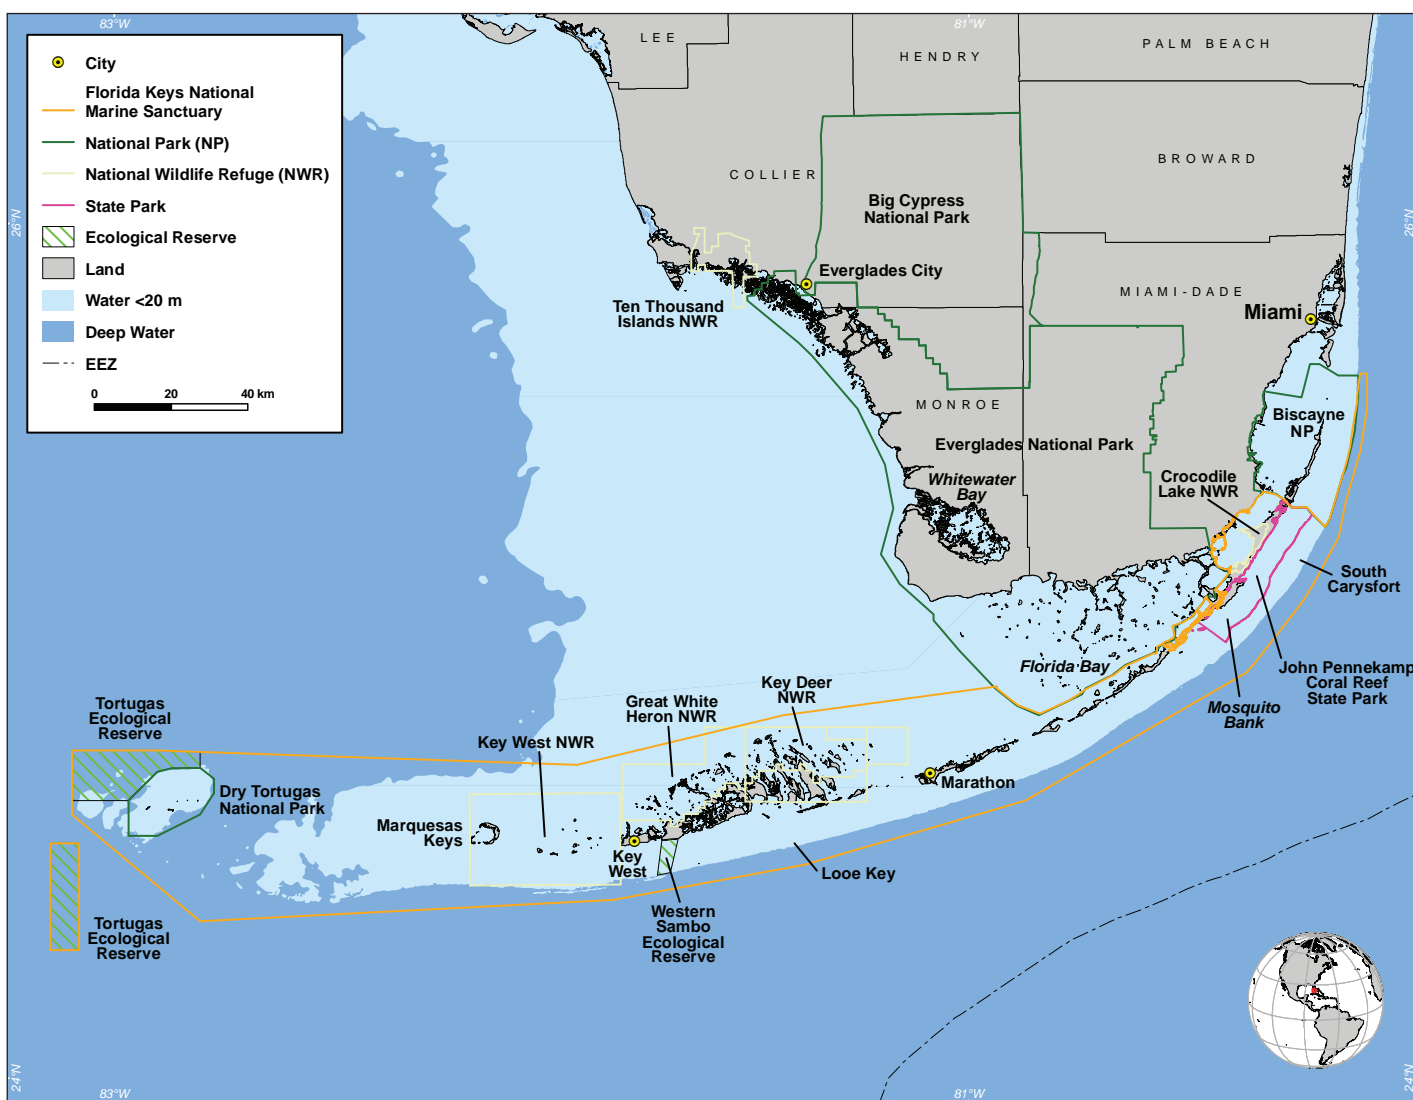 83°W
81°W
City
Florida Keys National
Marine Sanctuary
National Park (NP)
National Wildlife Refuge (NWR)
State Park
Ecological Reserve
Land
Water <20 m
Deep Water
EEZ
0 20 40 km
LEE
HENDRY
PALM BEACH
COLLIER
BROWARD
26°N
26°N
Big Cypress
National Park
Everglades City
MIAMI-DADE
Ten Thousand
Islands NWR
Miami
MONROE
Biscayne
NP
Everglades National Park
Whitewater
Bay
Crocodile
Lake NWR
South
Carysfort
Florida Bay
John Pennekamp
Coral Reef
State Park
Mosquito
Bank
Key Deer
NWR
Great White
Heron NWR
Tortugas
Ecological
Reserve
Key West NWR
Dry Tortugas
National Park
Marathon
Marquesas
Keys
Key
West
Looe Key
Western
Sambo
Ecological
Reserve
Tortugas
Ecological
Reserve
24°N
24°N
83°W
81°W